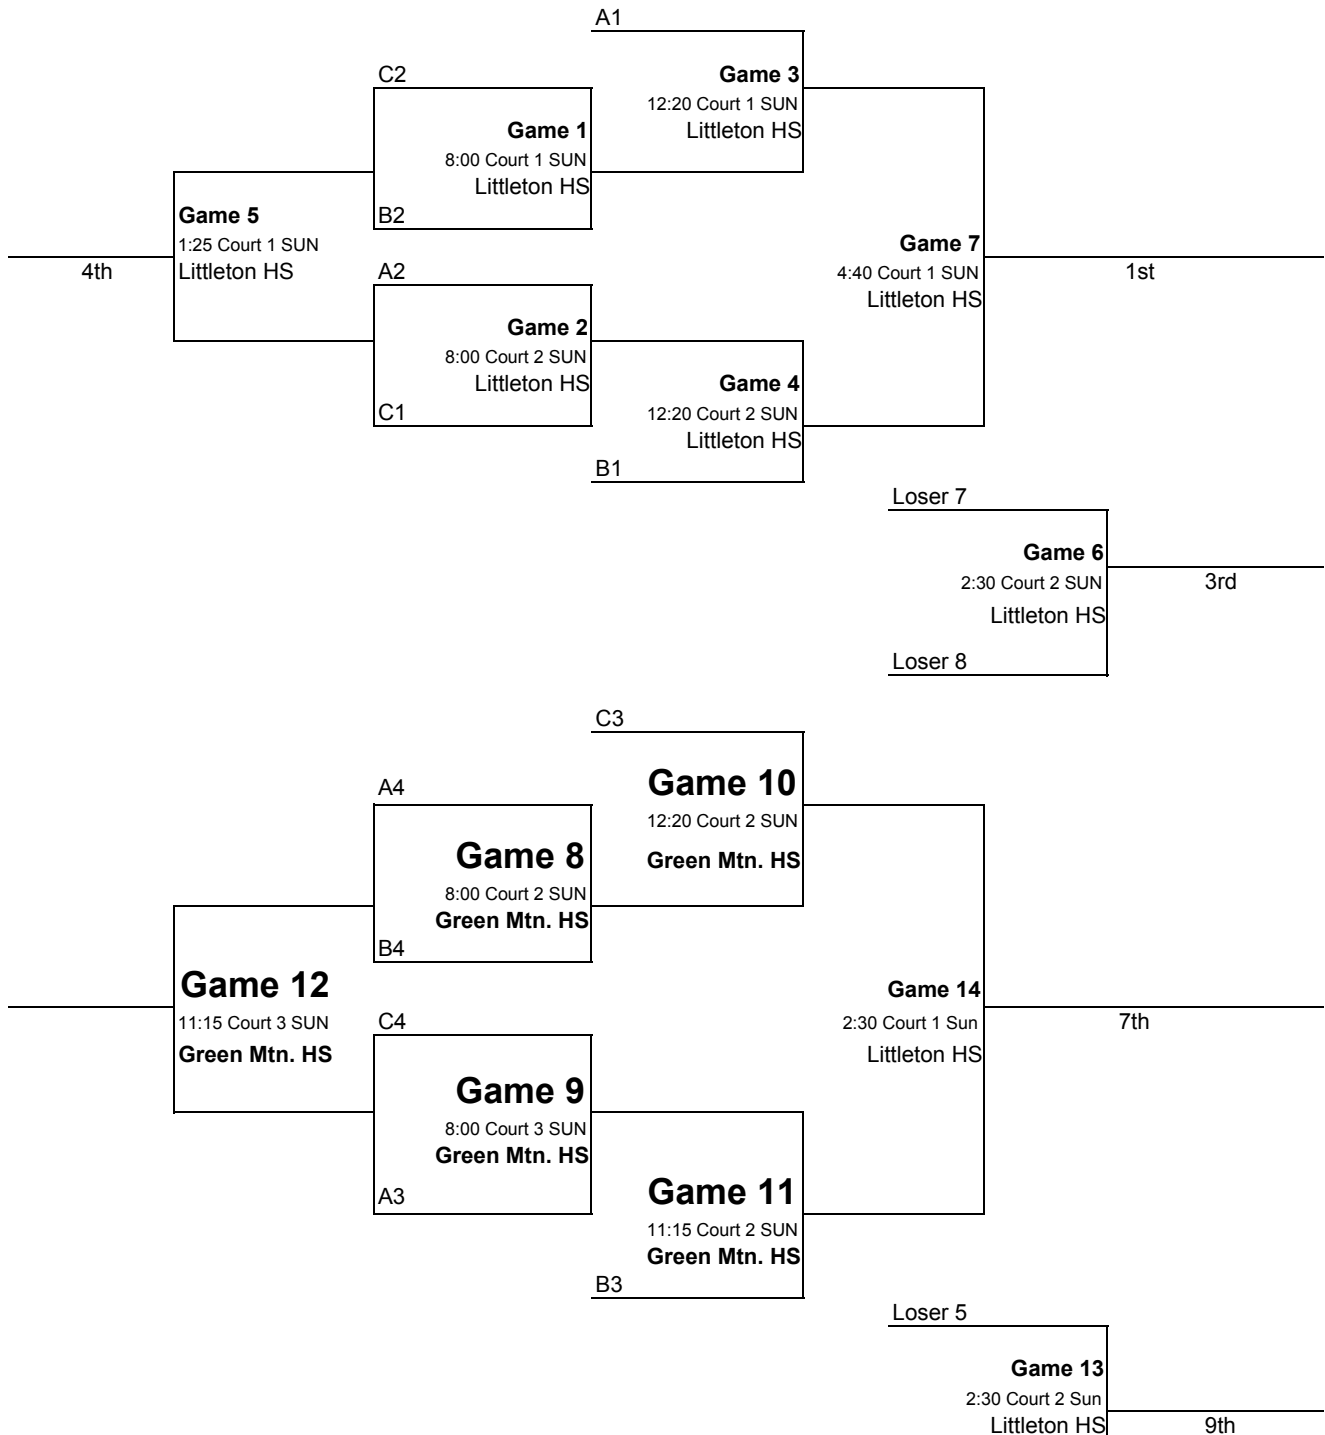 A1
C2
Game 3
12:20 Court 1 SUN
Littleton HS
Game 1
8:00 Court 1 SUN
Littleton HS
B2
Game 5
1:25 Court 1 SUN
Littleton HS
4th
A2
Game 7
4:40 Court 1 SUN
Littleton HS
1st
Game 2
8:00 Court 2 SUN
Littleton HS
C1
Game 4
12:20 Court 2 SUN
Littleton HS
B1
Loser 7
Game 6
2:30 Court 2 SUN
Littleton HS
3rd
Loser 8
C3
Game 10
12:20 Court 2 SUN
Green Mtn. HS
A4
Game 8
8:00 Court 2 SUN
Green Mtn. HS
B4
Game 12
11:15 Court 3 SUN
Green Mtn. HS
C4
Game 14
2:30 Court 1 Sun
Littleton HS
7th
Game 9
8:00 Court 3 SUN
Green Mtn. HS
A3
Game 11
11:15 Court 2 SUN
Green Mtn. HS
B3
Loser 5
Game 13
2:30 Court 2 Sun
Littleton HS
9th